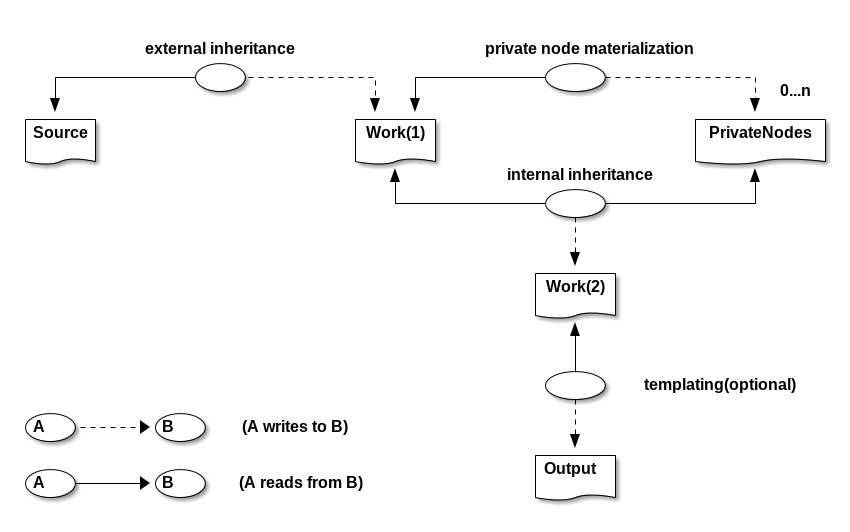 external inheritance
private node materialization
0...n
Source
Work(1)
PrivateNodes
internal inheritance
Work(2)
templating(optional)
A
B
(A writes to B)
Output
A
B
(A reads from B)